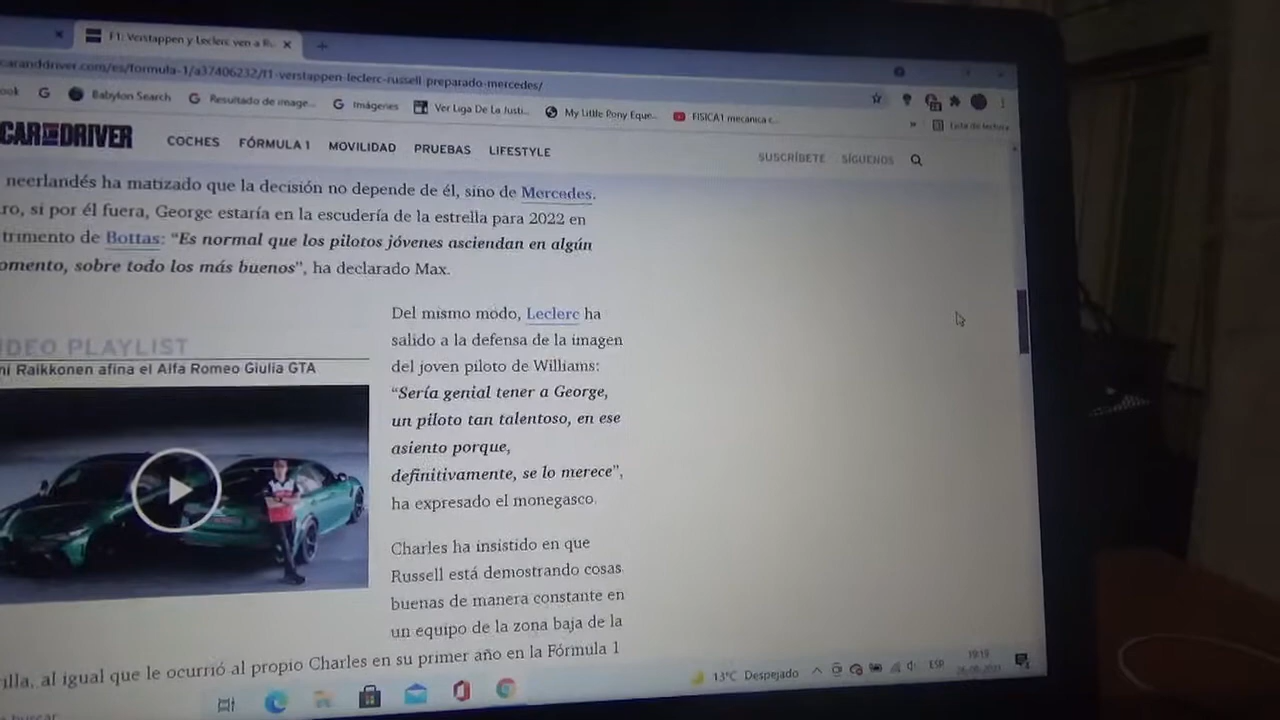 F1: Verstappen y Leclerc ven a
caranddriver.com/es/formula-1/a37406232/f1-verstappen-leclerc-russell-preparado-mercedes/
ook
Babylon Search
Resultado de image...
Imágenes
Ver Liga De La Justi...
My Little Pony Eque...
FISICA1 mecanica c...
Lista de lectura
CAR AND DRIVER
COCHES FÓRMULA 1 MOVILIDAD PRUEBAS LIFESTYLE
SUSCRÍBETE SÍGUENOS
neerlandés ha matizado que la decisión no depende de él, sino de Mercedes.
ro, si por él fuera, George estaría en la escudería de la estrella para 2022 en
trimento de Bottas: “Es normal que los pilotos jóvenes asciendan en algún
omento, sobre todo los más buenos”, ha declarado Max.
DEO PLAYLIST
ni Raikkonen afina el Alfa Romeo Giulia GTA
Del mismo modo, Leclerc ha
salido a la defensa de la imagen
del joven piloto de Williams:
“Sería genial tener a George,
un piloto tan talentoso, en ese
asiento porque,
definitivamente, se lo merece”,
ha expresado el monegasco.
Charles ha insistido en que
Russell está demostrando cosas
buenas de manera constante en
un equipo de la zona baja de la
rilla, al igual que le ocurrió al propio Charles en su primer año en la Fórmula 1
buscar
13°C Despejado
ESP
19:19